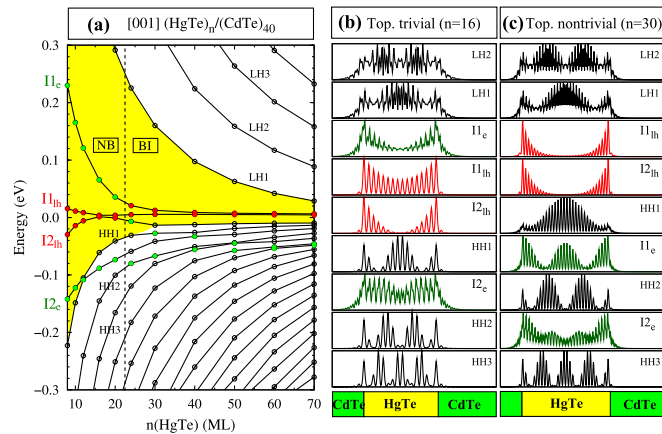 (a) [001] (HgTe)n/(CdTe)40
Energy (eV)
0.3
0.2
0.1
0.0
−0.1
−0.2
−0.3
I1e
I1lh
I2lh
I2e
NB BI
LH3
LH2
LH1
HH1
HH2
HH3
10 20 30 40 50 60 70
n(HgTe) (ML)
(b) Top. trivial (n=16)
LH2
LH1
I1e
I1lh
I2lh
HH1
I2e
HH2
HH3
CdTe HgTe CdTe
(c) Top. nontrivial (n=30)
LH2
LH1
I1lh
I2lh
HH1
I1e
HH2
I2e
HH3
HgTe CdTe